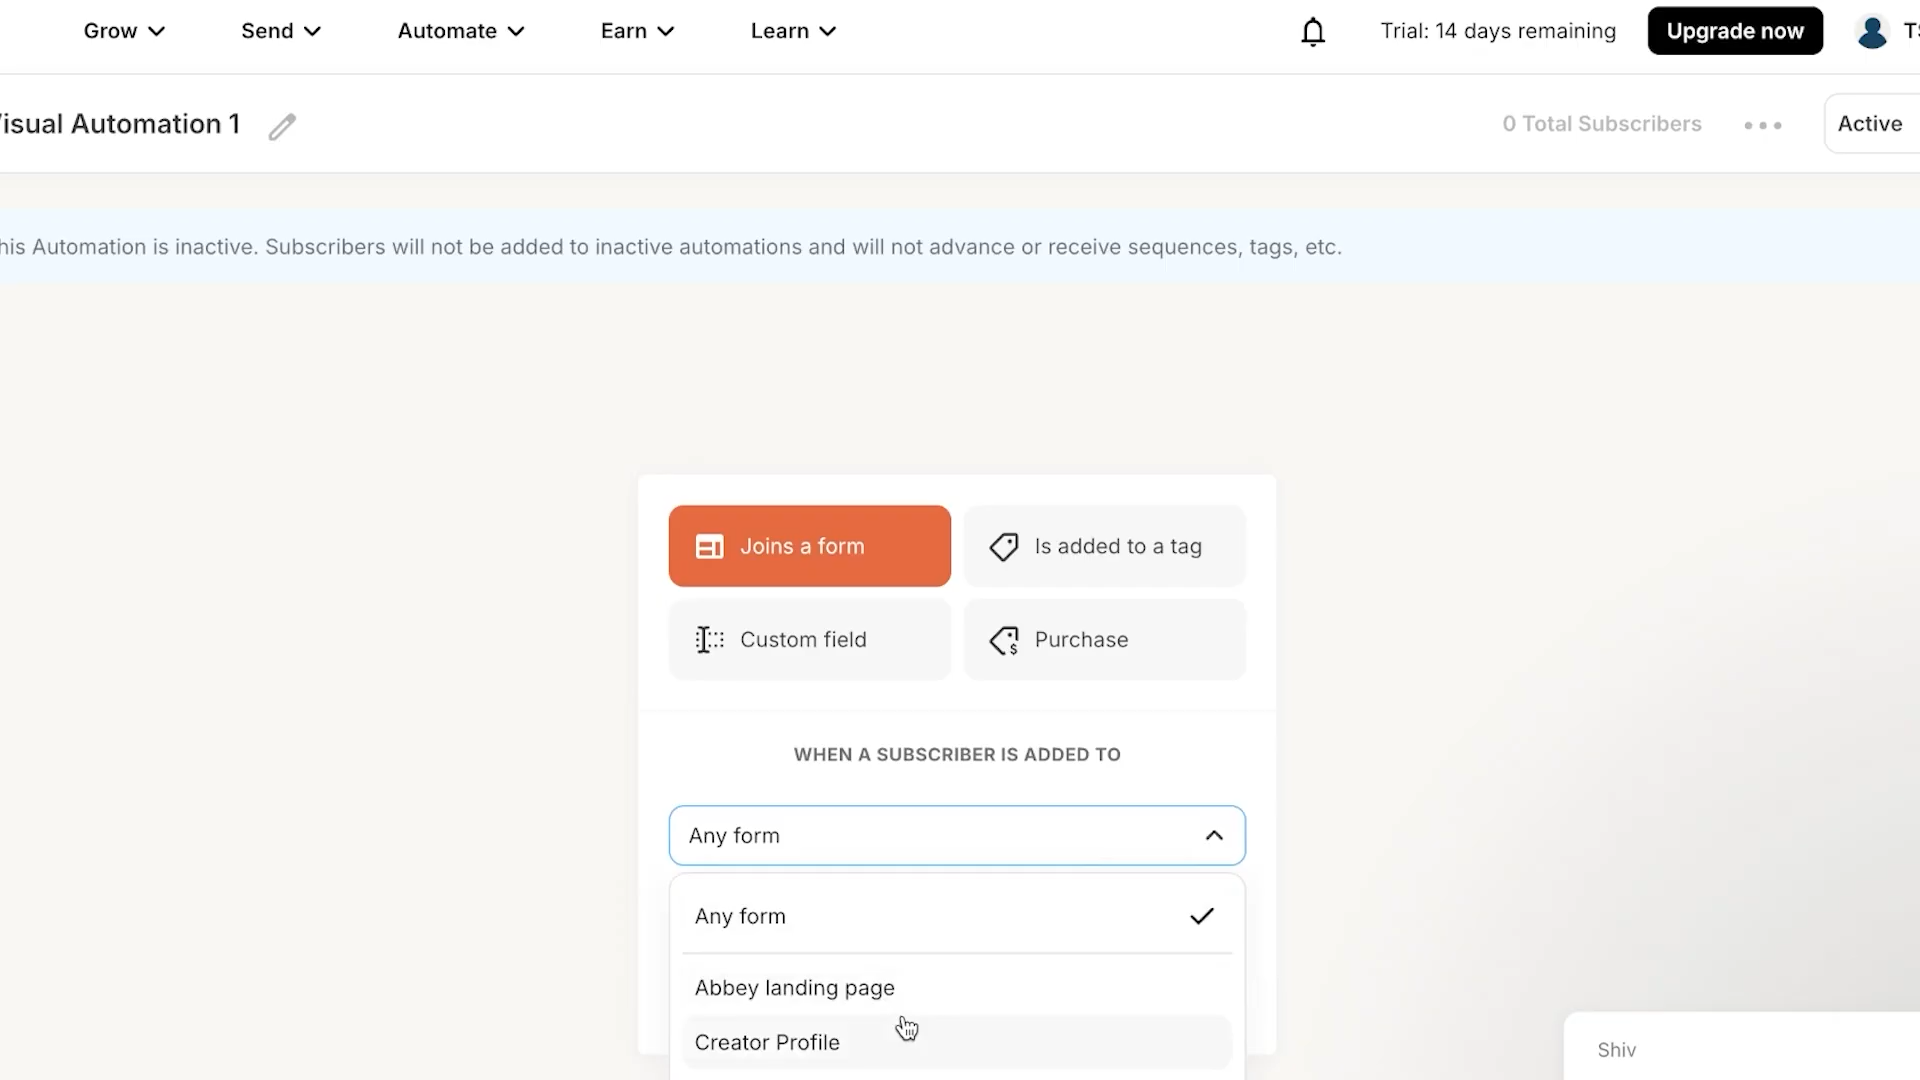 Grow Send Automate Earn Learn Trial: 14 days remaining Upgrade now
isual Automation 1 0 Total Subscribers Active
his Automation is inactive. Subscribers will not be added to inactive automations and will not advance or receive sequences, tags, etc.
Joins a form Is added to a tag
Custom field Purchase
WHEN A SUBSCRIBER IS ADDED TO
Any form
Any form
Abbey landing page
Creator Profile
Shiv